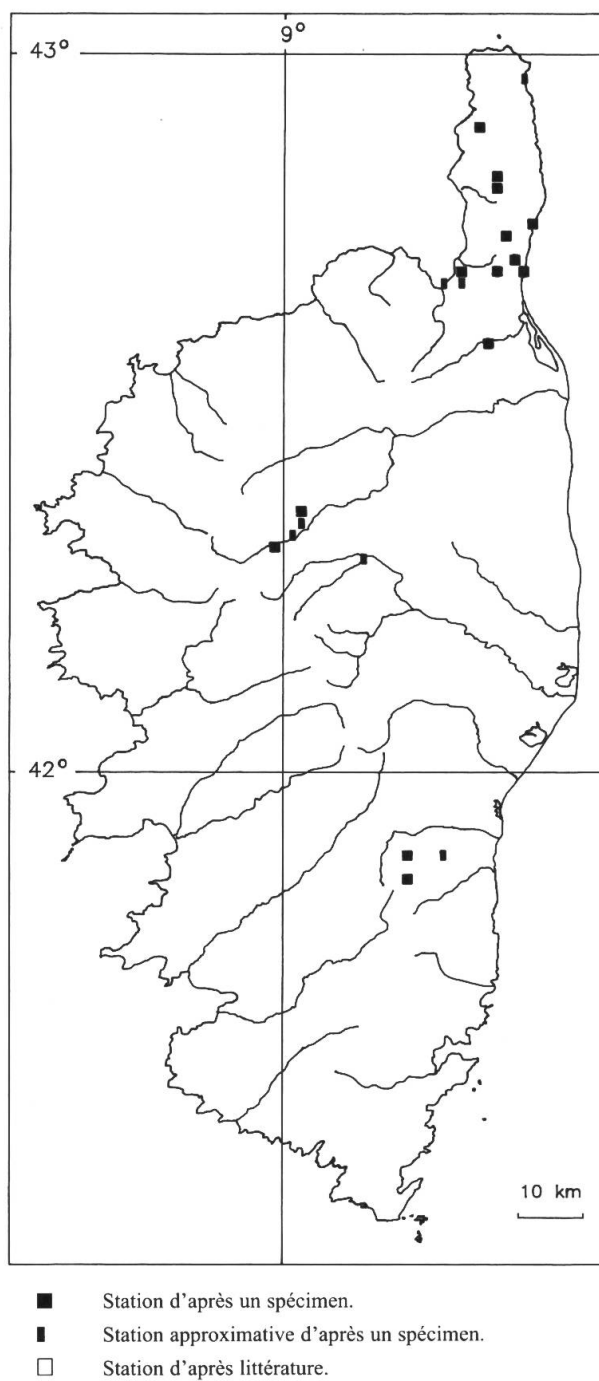 9°
43°
42°
10 km
Station d'après un spécimen.
Station approximative d'après un spécimen.
Station d'après littérature.